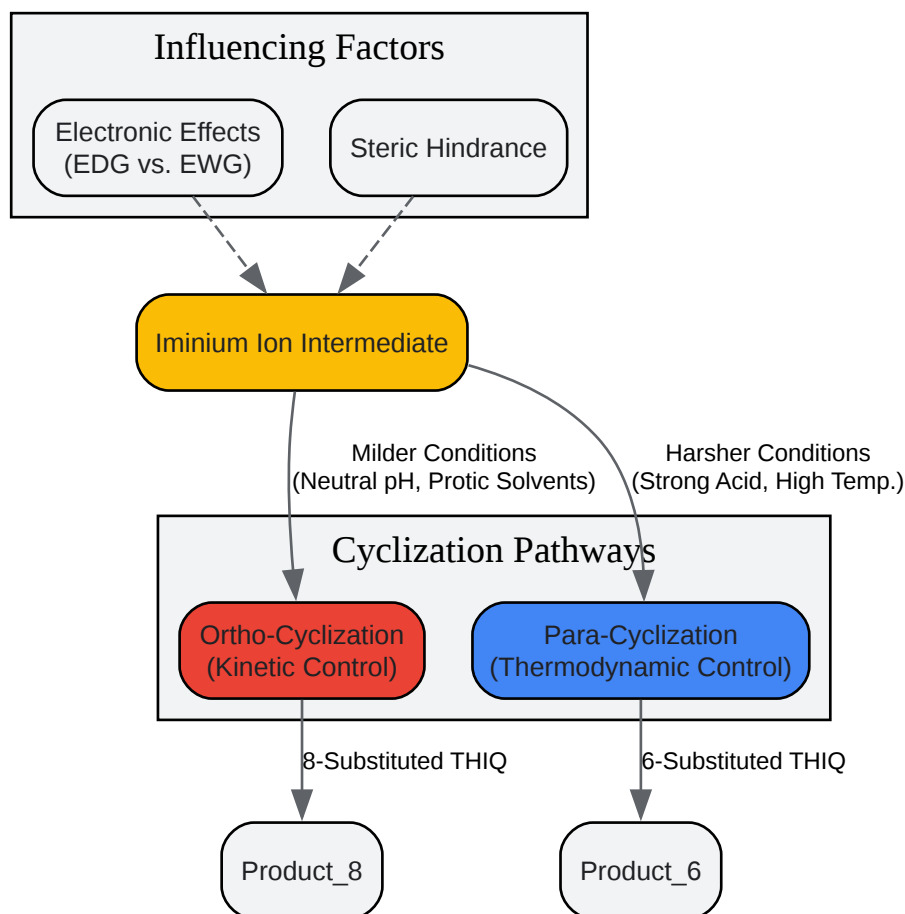 Influencing Factors
Electronic Effects
(EDG vs. EWG)
Steric Hindrance
Iminium Ion Intermediate
Milder Conditions
(Neutral pH, Protic Solvents)
Harsher Conditions
(Strong Acid, High Temp.)
Cyclization Pathways
Ortho-Cyclization
(Kinetic Control)
Para-Cyclization
(Thermodynamic Control)
8-Substituted THIQ
6-Substituted THIQ
Product_8
Product_6